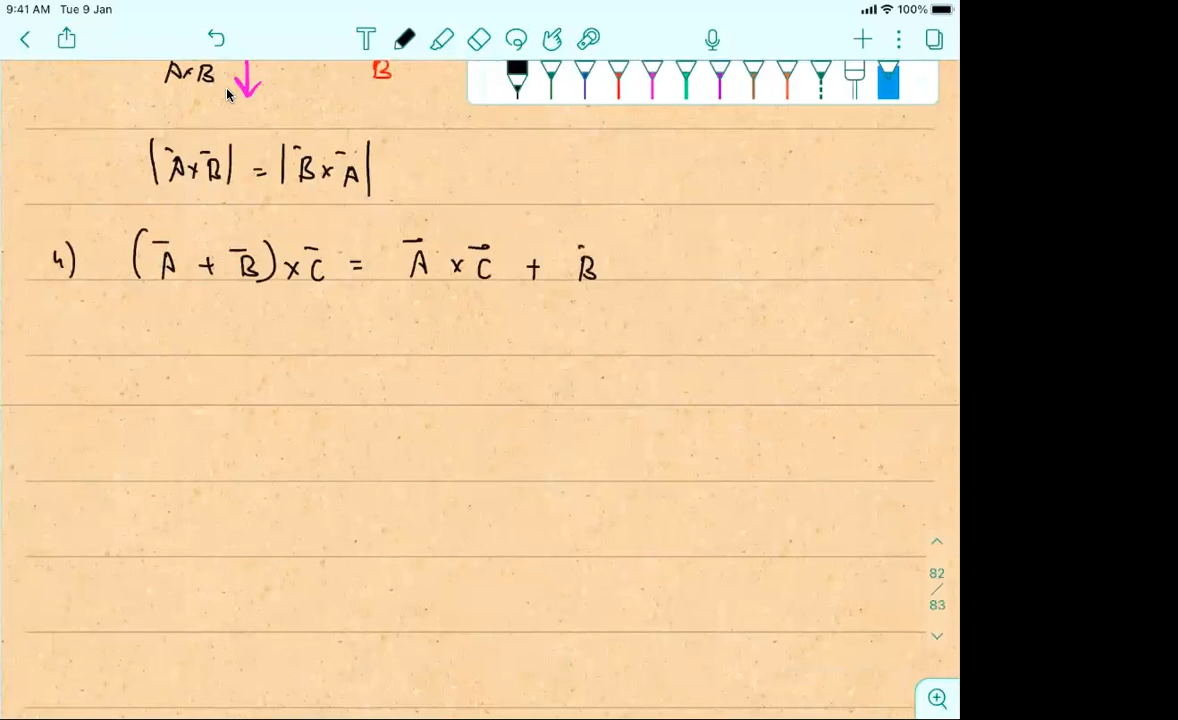 9:41 AM Tue 9 Jan 100%
A×B B
|A̅×B̅| = |B̅×A̅|
4) (A̅ + B̅)×C̅ = A̅ × C̅ + B̅
82
/
83